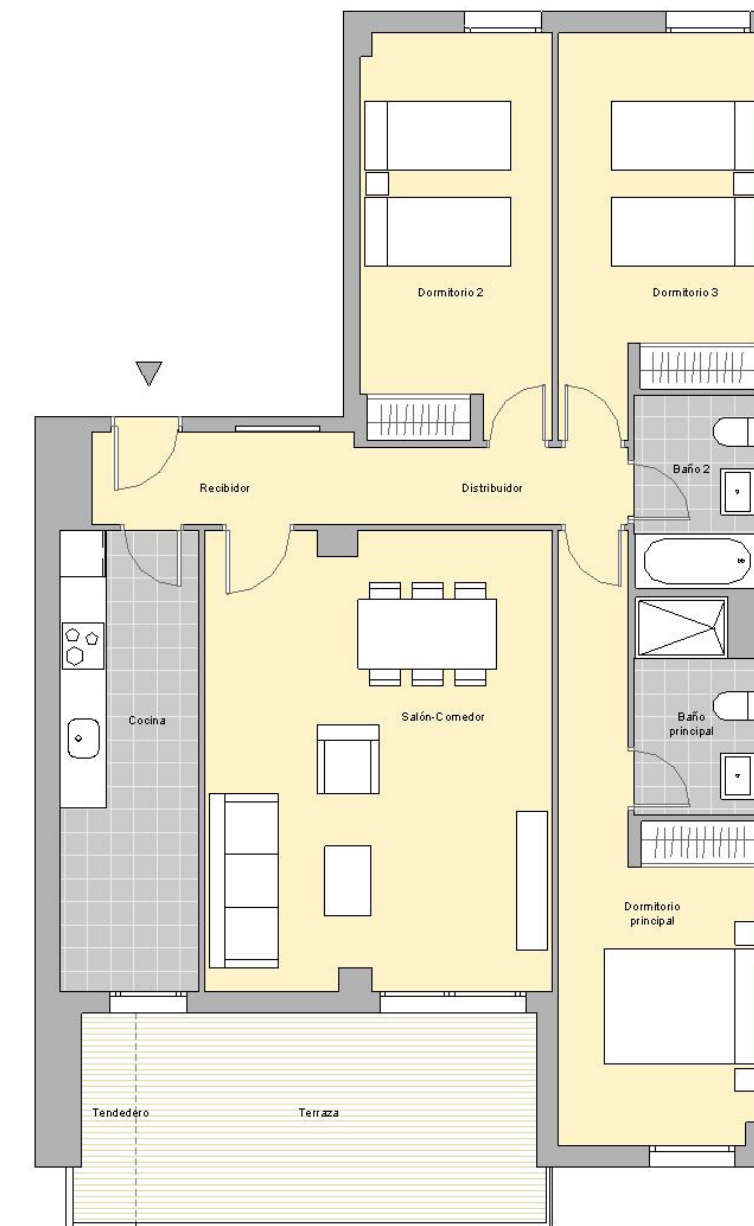 Dormitorio 2
Dormitorio 3
Baño 2
Recibidor
Distribuidor
Cocina
Salón-Comedor
Baño
principal
Dormitorio
principal
Tendedero
Terraza